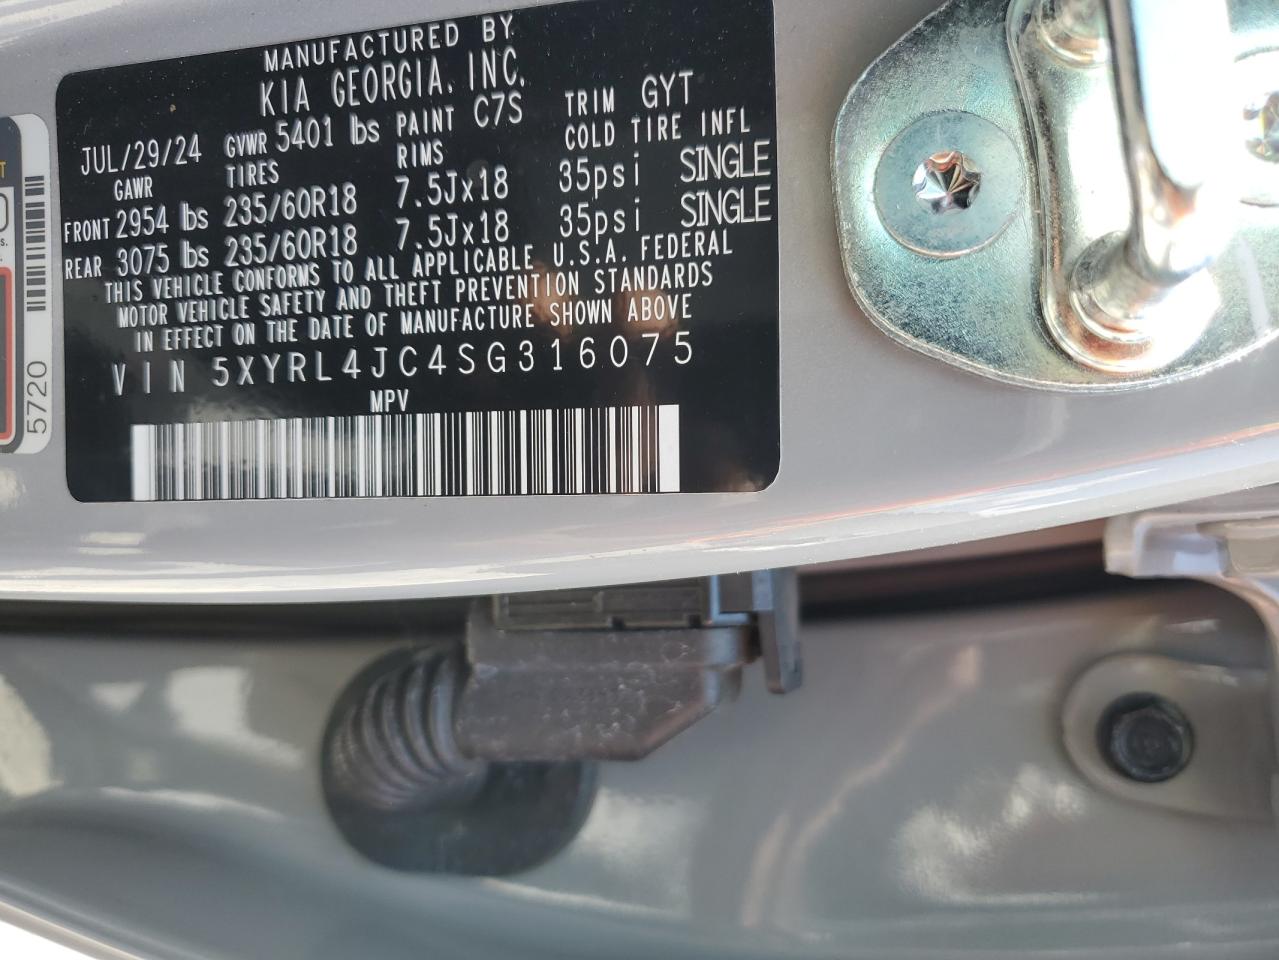 MANUFACTURED BY
KIA GEORGIA, INC.
JUL/29/24 GVWR 5401 lbs PAINT C7S TRIM GYT
GAWR TIRES RIMS COLD TIRE INFL
FRONT 2954 lbs 235/60R18 7.5Jx18 35psi SINGLE
REAR 3075 lbs 235/60R18 7.5Jx18 35psi SINGLE
THIS VEHICLE CONFORMS TO ALL APPLICABLE U.S.A. FEDERAL
MOTOR VEHICLE SAFETY AND THEFT PREVENTION STANDARDS
IN EFFECT ON THE DATE OF MANUFACTURE SHOWN ABOVE
VIN 5XYRL4JC4SG316075
MPV
5720